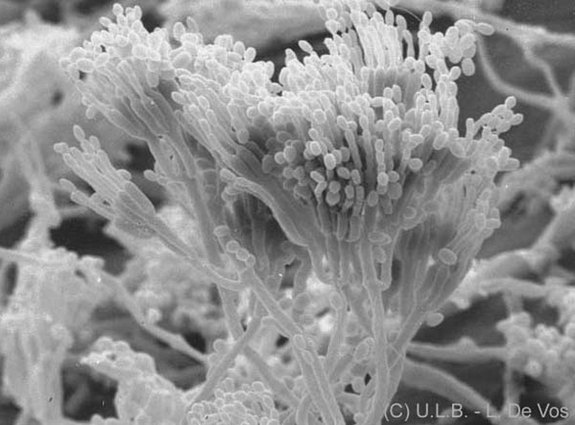 (C) U.L.B. - L. De Vos